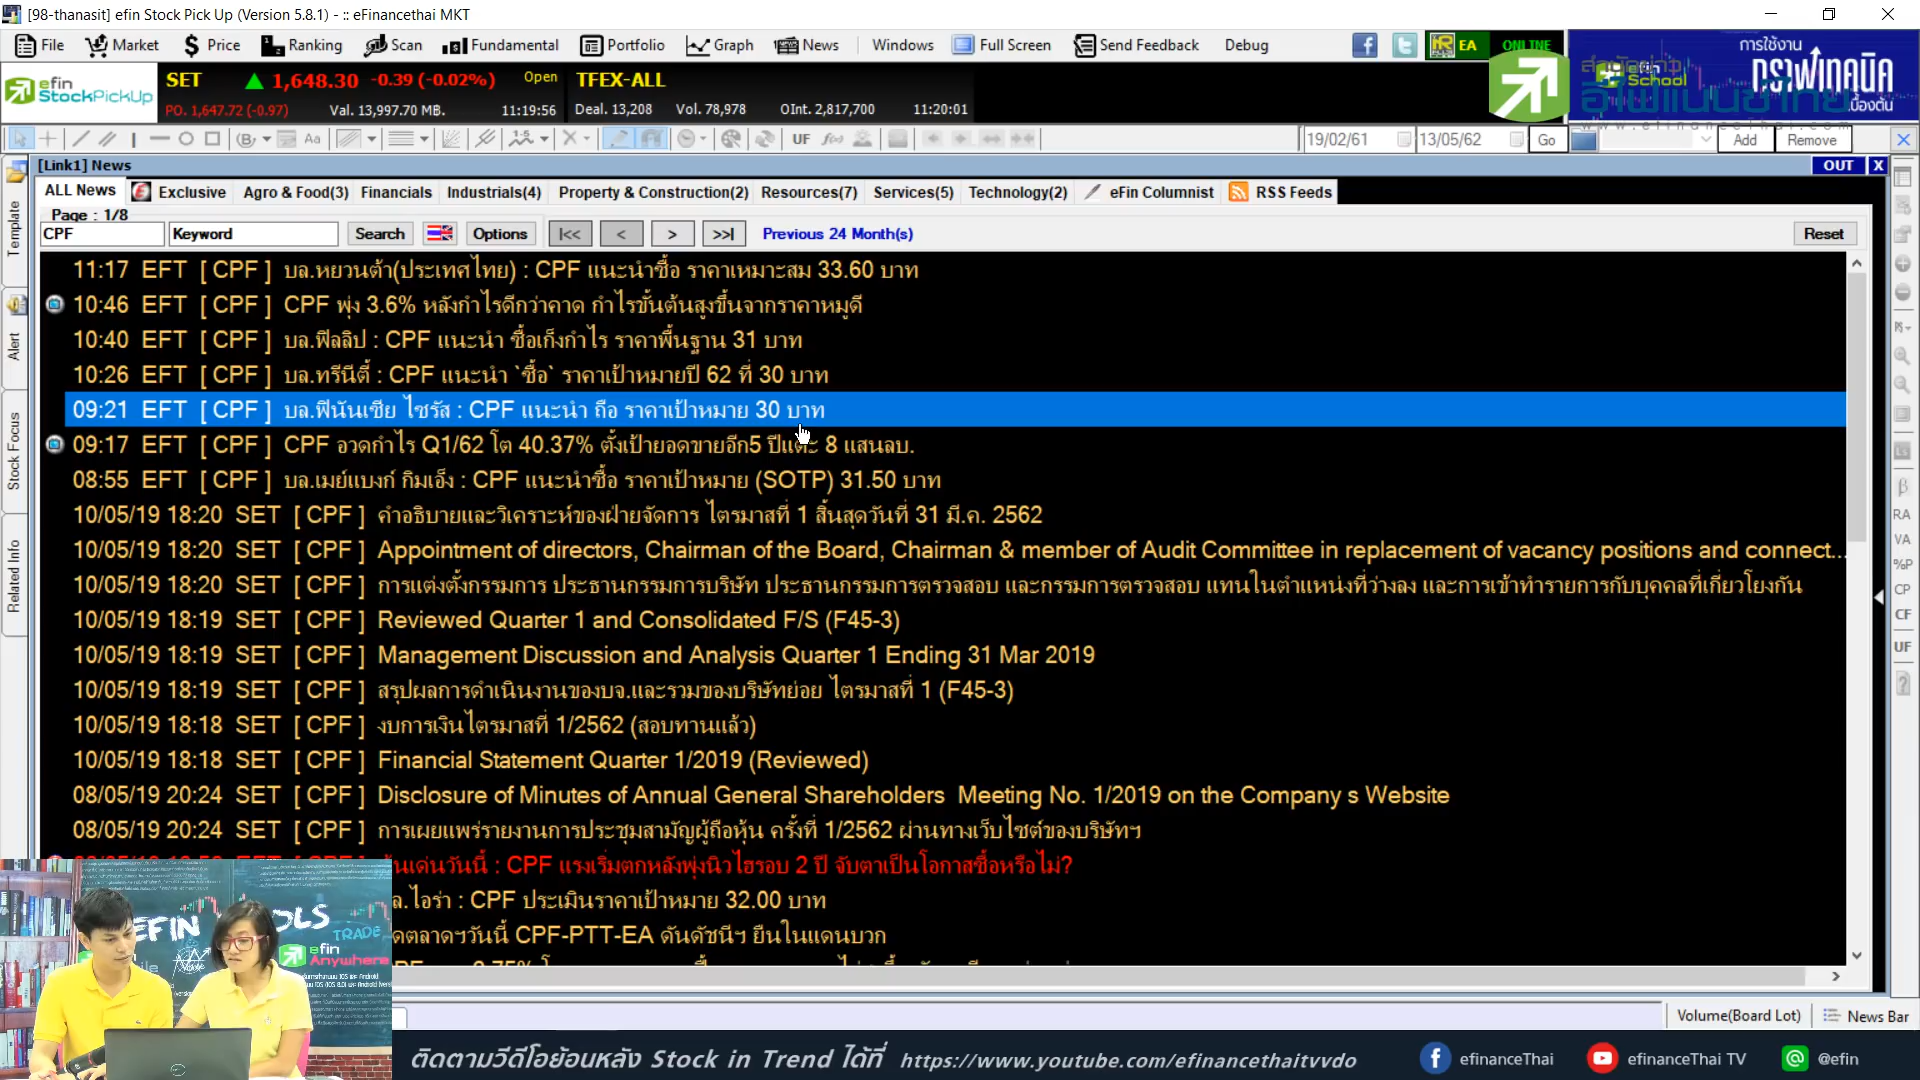 [98-thanasit] efin Stock Pick Up (Version 5.8.1) - :: eFinancethai MKT
File Market Price Ranking Scan Fundamental Portfolio Graph News Windows Full Screen Send Feedback Debug
EA ONLINE
การใช้งาน
กราฟเทคนิค
เบื้องต้น
efin School
efin StockPickUp
SET 1,648.30 -0.39 (-0.02%) Open TFEX-ALL
PO. 1,647.72 (-0.97) Val. 13,997.70 MB. 11:19:56 Deal. 13,208 Vol. 78,978 OInt. 2,817,700 11:20:01
www.efinancethai.com
UF 19/02/61 13/05/62 Go Add Remove
[Link1] News OUT X
ALL News Exclusive Agro & Food(3) Financials Industrials(4) Property & Construction(2) Resources(7) Services(5) Technology(2) eFin Columnist RSS Feeds
Page : 1/8
CPF Keyword Search Options |<< < > >>| Previous 24 Month(s) Reset
11:17 EFT [ CPF ] บล.หยวนต้า(ประเทศไทย) : CPF แนะนำซื้อ ราคาเหมาะสม 33.60 บาท
10:46 EFT [ CPF ] CPF พุ่ง 3.6% หลังกำไรดีกว่าคาด กำไรขั้นต้นสูงขึ้นจากราคาหมูดี
10:40 EFT [ CPF ] บล.ฟิลลิป : CPF แนะนำ ซื้อเก็งกำไร ราคาพื้นฐาน 31 บาท
10:26 EFT [ CPF ] บล.ทรีนีตี้ : CPF แนะนำ `ซื้อ` ราคาเป้าหมายปี 62 ที่ 30 บาท
09:21 EFT [ CPF ] บล.ฟินันเซีย ไซรัส : CPF แนะนำ ถือ ราคาเป้าหมาย 30 บาท
09:17 EFT [ CPF ] CPF อวดกำไร Q1/62 โต 40.37% ตั้งเป้ายอดขายอีก5 ปีแตะ 8 แสนลบ.
08:55 EFT [ CPF ] บล.เมย์แบงก์ กิมเอ็ง : CPF แนะนำซื้อ ราคาเป้าหมาย (SOTP) 31.50 บาท
10/05/19 18:20 SET [ CPF ] คำอธิบายและวิเคราะห์ของฝ่ายจัดการ ไตรมาสที่ 1 สิ้นสุดวันที่ 31 มี.ค. 2562
10/05/19 18:20 SET [ CPF ] Appointment of directors, Chairman of the Board, Chairman & member of Audit Committee in replacement of vacancy positions and connect...
10/05/19 18:20 SET [ CPF ] การแต่งตั้งกรรมการ ประธานกรรมการบริษัท ประธานกรรมการตรวจสอบ และกรรมการตรวจสอบ แทนในตำแหน่งที่ว่างลง และการเข้าทำรายการกับบุคคลที่เกี่ยวโยงกัน
10/05/19 18:19 SET [ CPF ] Reviewed Quarter 1 and Consolidated F/S (F45-3)
10/05/19 18:19 SET [ CPF ] Management Discussion and Analysis Quarter 1 Ending 31 Mar 2019
10/05/19 18:19 SET [ CPF ] สรุปผลการดำเนินงานของบจ.และรวมของบริษัทย่อย ไตรมาสที่ 1 (F45-3)
10/05/19 18:18 SET [ CPF ] งบการเงินไตรมาสที่ 1/2562 (สอบทานแล้ว)
10/05/19 18:18 SET [ CPF ] Financial Statement Quarter 1/2019 (Reviewed)
08/05/19 20:24 SET [ CPF ] Disclosure of Minutes of Annual General Shareholders Meeting No. 1/2019 on the Company s Website
08/05/19 20:24 SET [ CPF ] การเผยแพร่รายงานการประชุมสามัญผู้ถือหุ้น ครั้งที่ 1/2562 ผ่านทางเว็บไซต์ของบริษัทฯ
นเด่นวันนี้ : CPF แรงเริ่มตกหลังพุ่งนิวไฮรอบ 2 ปี จับตาเป็นโอกาสซื้อหรือไม่?
ล.ไอร่า : CPF ประเมินราคาเป้าหมาย 32.00 บาท
ดตลาดฯวันนี้ CPF-PTT-EA ดันดัชนีฯ ยืนในแดนบวก
Template
Alert
Stock Focus
Related Info
RA
VA
%P
CP
CF
UF
EFIN
OLS
TRADE
efin
Anywhere
Volume(Board Lot) News Bar
ติดตามวีดีโอย้อนหลัง Stock in Trend ได้ที่ https://www.youtube.com/efinancethaitvvdo efinanceThai efinanceThai TV @efin